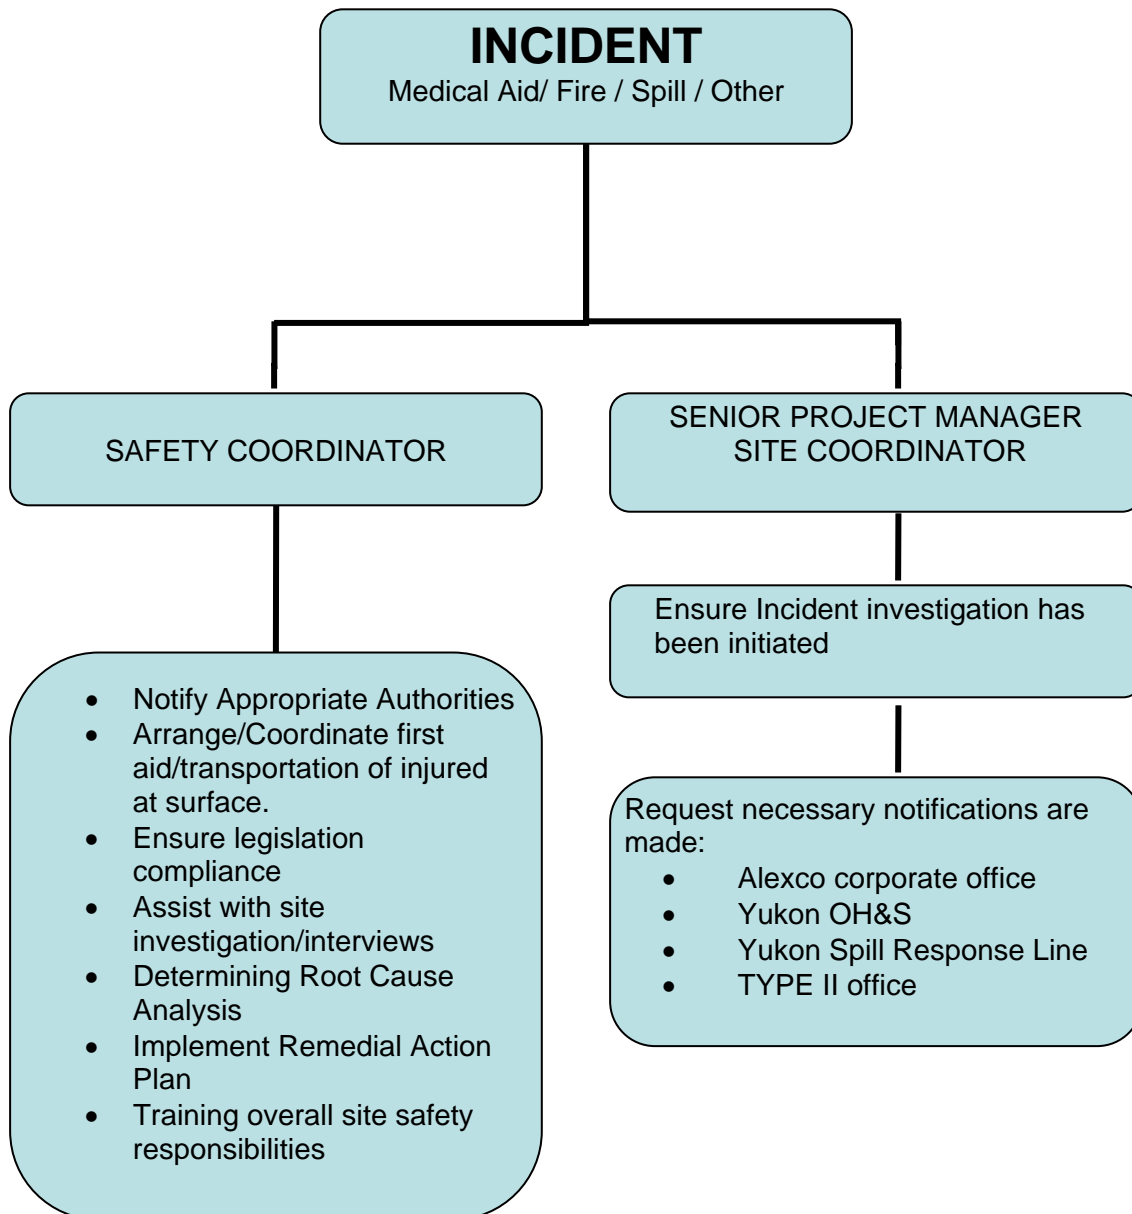 INCIDENT
Medical Aid/ Fire / Spill / Other
SAFETY COORDINATOR
• Notify Appropriate Authorities
• Arrange/Coordinate first
aid/transportation of injured
at surface.
• Ensure legislation
compliance
• Assist with site
investigation/interviews
• Determining Root Cause
Analysis
• Implement Remedial Action
Plan
• Training overall site safety
responsibilities
SENIOR PROJECT MANAGER
SITE COORDINATOR
Ensure Incident investigation has
been initiated
Request necessary notifications are
made:
• Alexco corporate office
• Yukon OH&S
• Yukon Spill Response Line
• TYPE II office